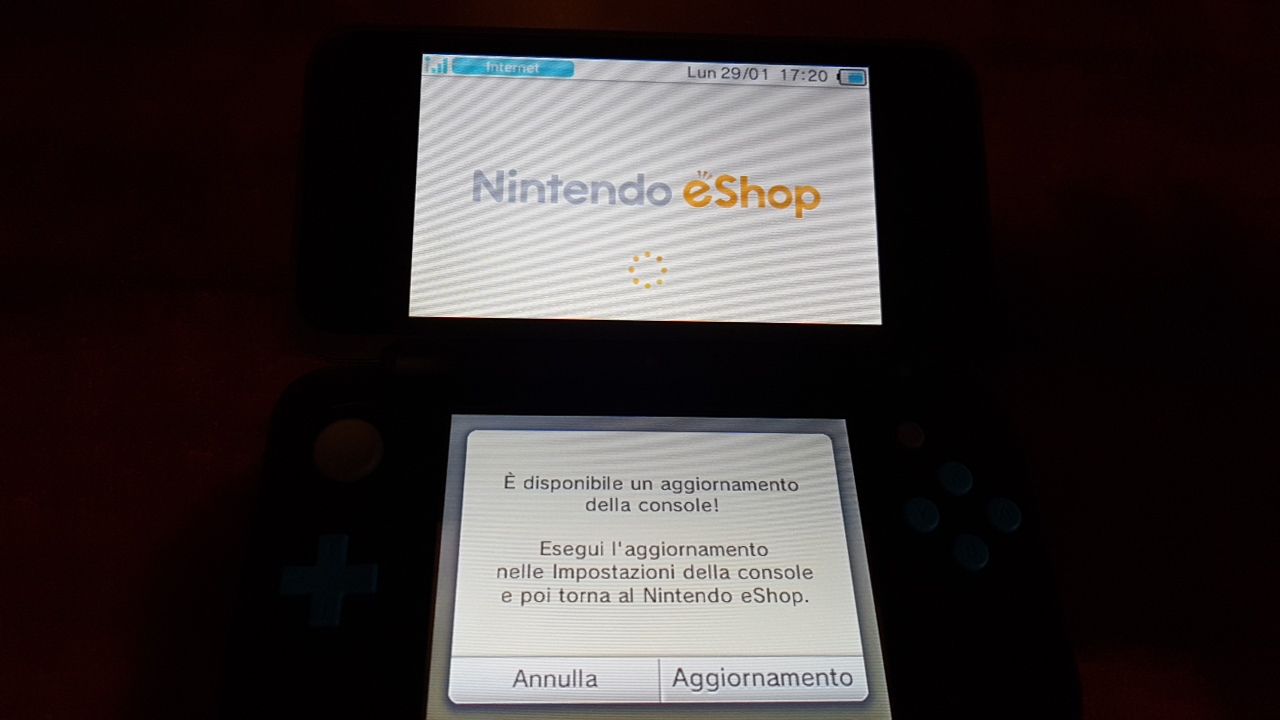 Internet
Lun 29/01 17:20
Nintendo eShop
È disponibile un aggiornamento
della console!
Esegui l'aggiornamento
nelle Impostazioni della console
e poi torna al Nintendo eShop.
Annulla
Aggiornamento